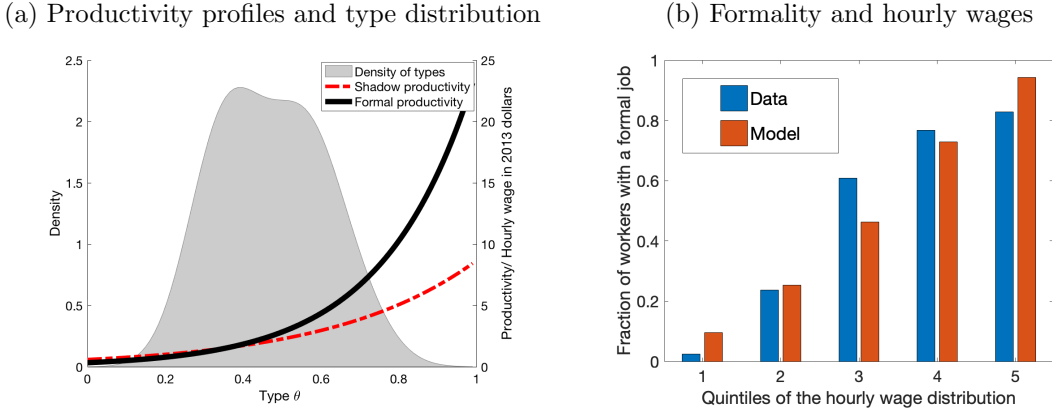 (a) Productivity profiles and type distribution
2.5
2
1.5
1
0.5
0
Density
25
20
15
10
5
0
Productivity/ Hourly wage in 2013 dollars
Density of types
Shadow productivity
Formal productivity
0 0.2 0.4 0.6 0.8 1
Type θ
(b) Formality and hourly wages
1
0.8
0.6
0.4
0.2
0
Fraction of workers with a formal job
Data
Model
1 2 3 4 5
Quintiles of the hourly wage distribution